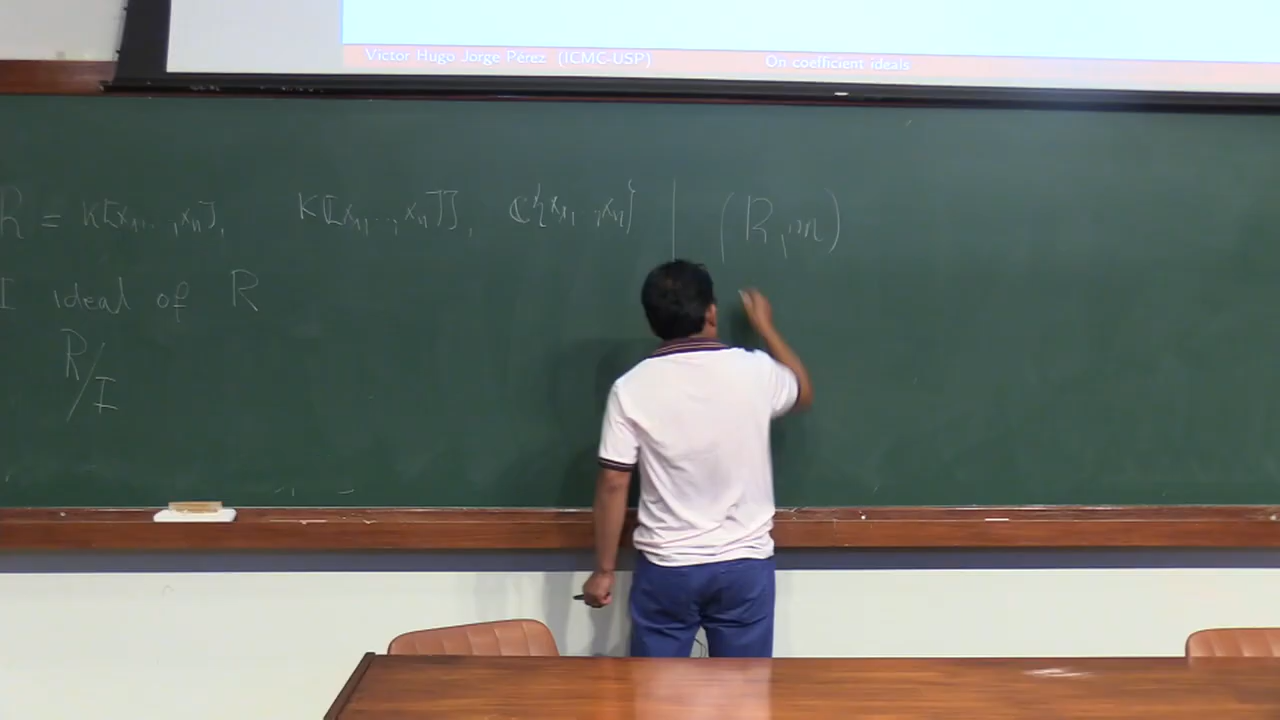 Victor Hugo Jorge Pérez (ICMC-USP) On coefficient ideals
R = K[x₁,...,xₙ], K[[x₁,...,xₙ]], ℂ{x₁,...,xₙ} | (R, m)
I ideal of R
R/I